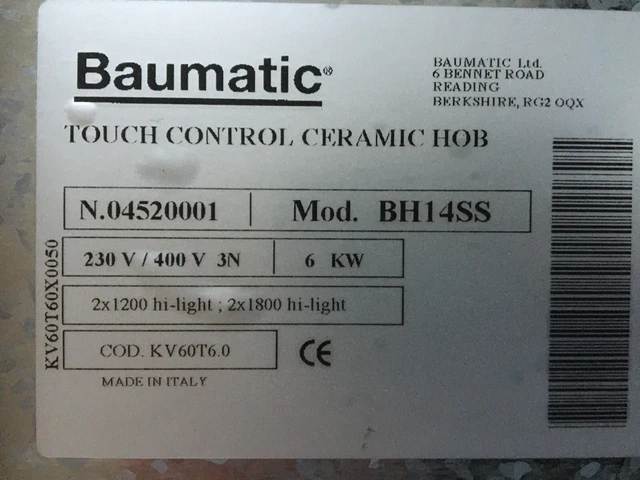 Baumatic®
BAUMATIC Ltd.
6 BENNET ROAD
READING
BERKSHIRE, RG2 OQX
TOUCH CONTROL CERAMIC HOB
N.04520001 Mod. BH14SS
230 V / 400 V 3N 6 KW
2x1200 hi-light ; 2x1800 hi-light
COD. KV60T6.0 CE
MADE IN ITALY
KV60T60X0050